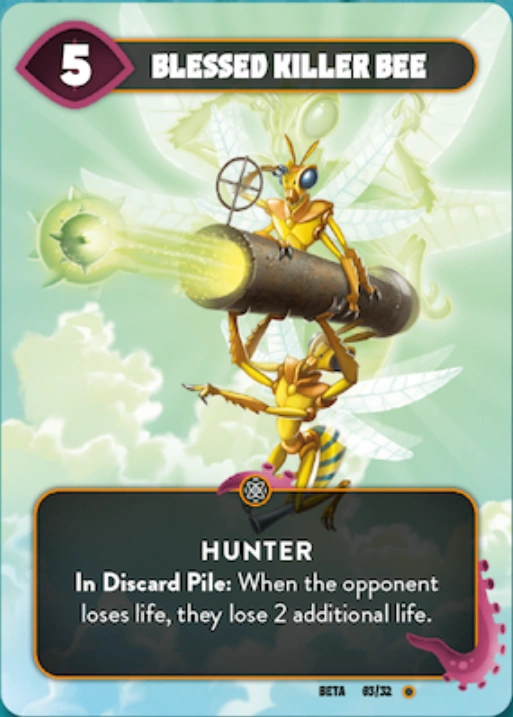 5
BLESSED KILLER BEE
HUNTER
In Discard Pile: When the opponent
loses life, they lose 2 additional life.
BETA 03/32